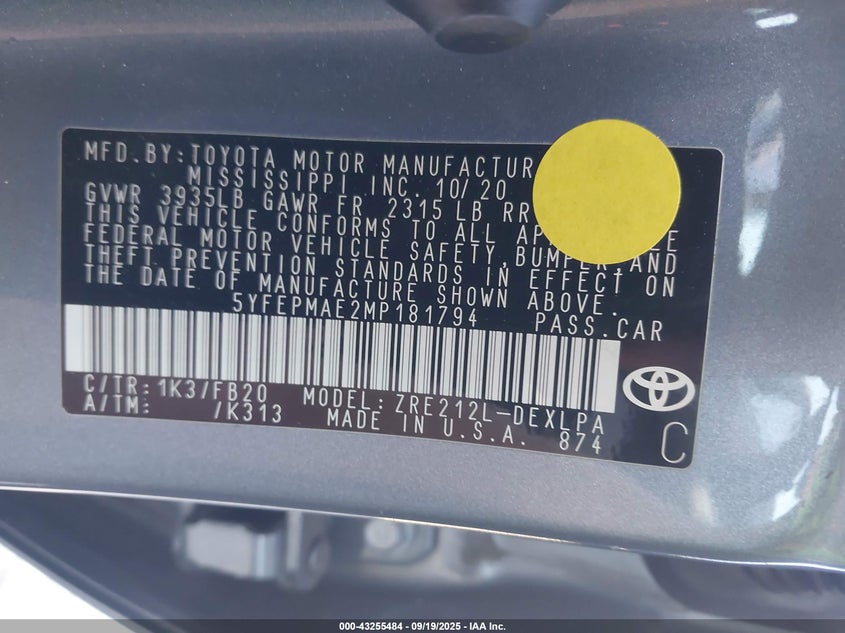 MFD.BY:TOYOTA MOTOR MANUFACTUR
MISSISSIPPI INC. 10/20
GVWR 3935LB GAWR FR 2315 LB RR
THIS VEHICLE CONFORMS TO ALL
FEDERAL MOTOR VEHICLE SAFETY,BUMPER,AND
THEFT PREVENTION STANDARDS IN EFFECT ON
THE DATE OF MANUFACTURE SHOWN ABOVE.
5YFEPMAE2MP181794 PASS.CAR
C/TR:1K3/FB20 MODEL:ZRE212L-DEXLPA
A/TM: /K313 MADE IN U.S.A. 874
C
000-43255484 - 09/19/2025 - IAA Inc.